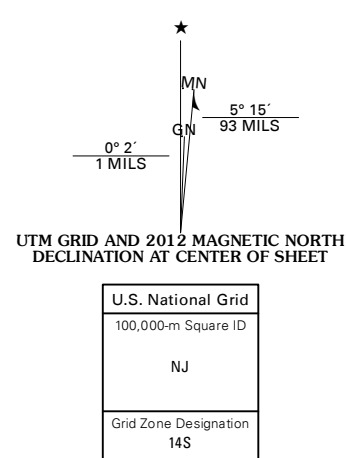 ★
MN
5° 15´
93 MILS
GN
0° 2´
1 MILS
UTM GRID AND 2012 MAGNETIC NORTH
DECLINATION AT CENTER OF SHEET
U.S. National Grid
100,000-m Square ID
NJ
Grid Zone Designation
14S